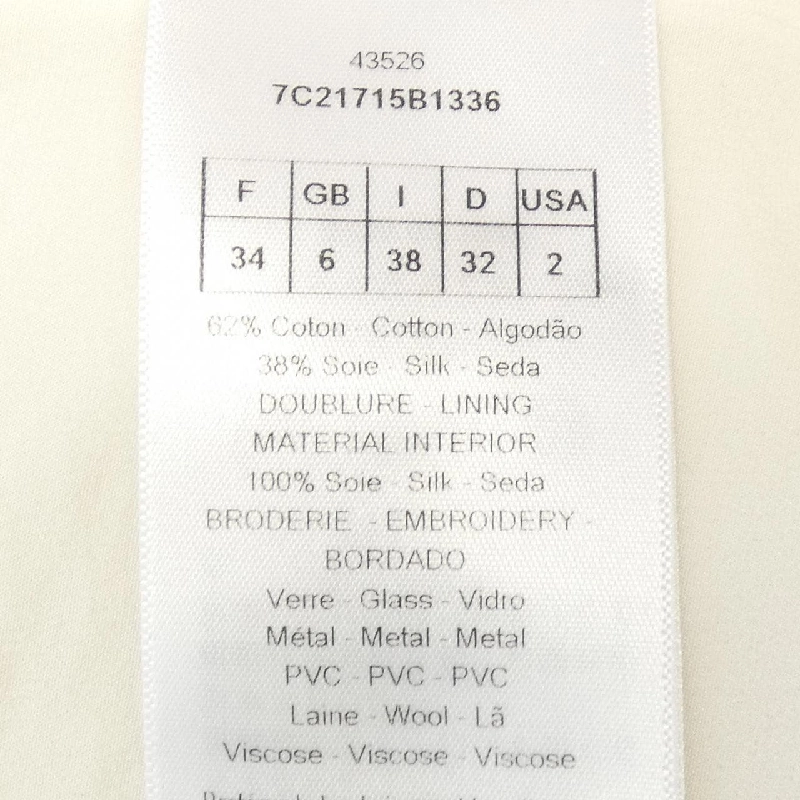 43526
7C21715B1336
F GB I D USA
34 6 38 32 2
62% Coton - Cotton - Algodão
38% Soie - Silk - Seda
DOUBLURE - LINING
MATERIAL INTERIOR
100% Soie - Silk - Seda
BRODERIE - EMBROIDERY -
BORDADO
Verre - Glass - Vidro
Métal - Metal - Metal
PVC - PVC - PVC
Laine - Wool - Lã
Viscose - Viscose - Viscose